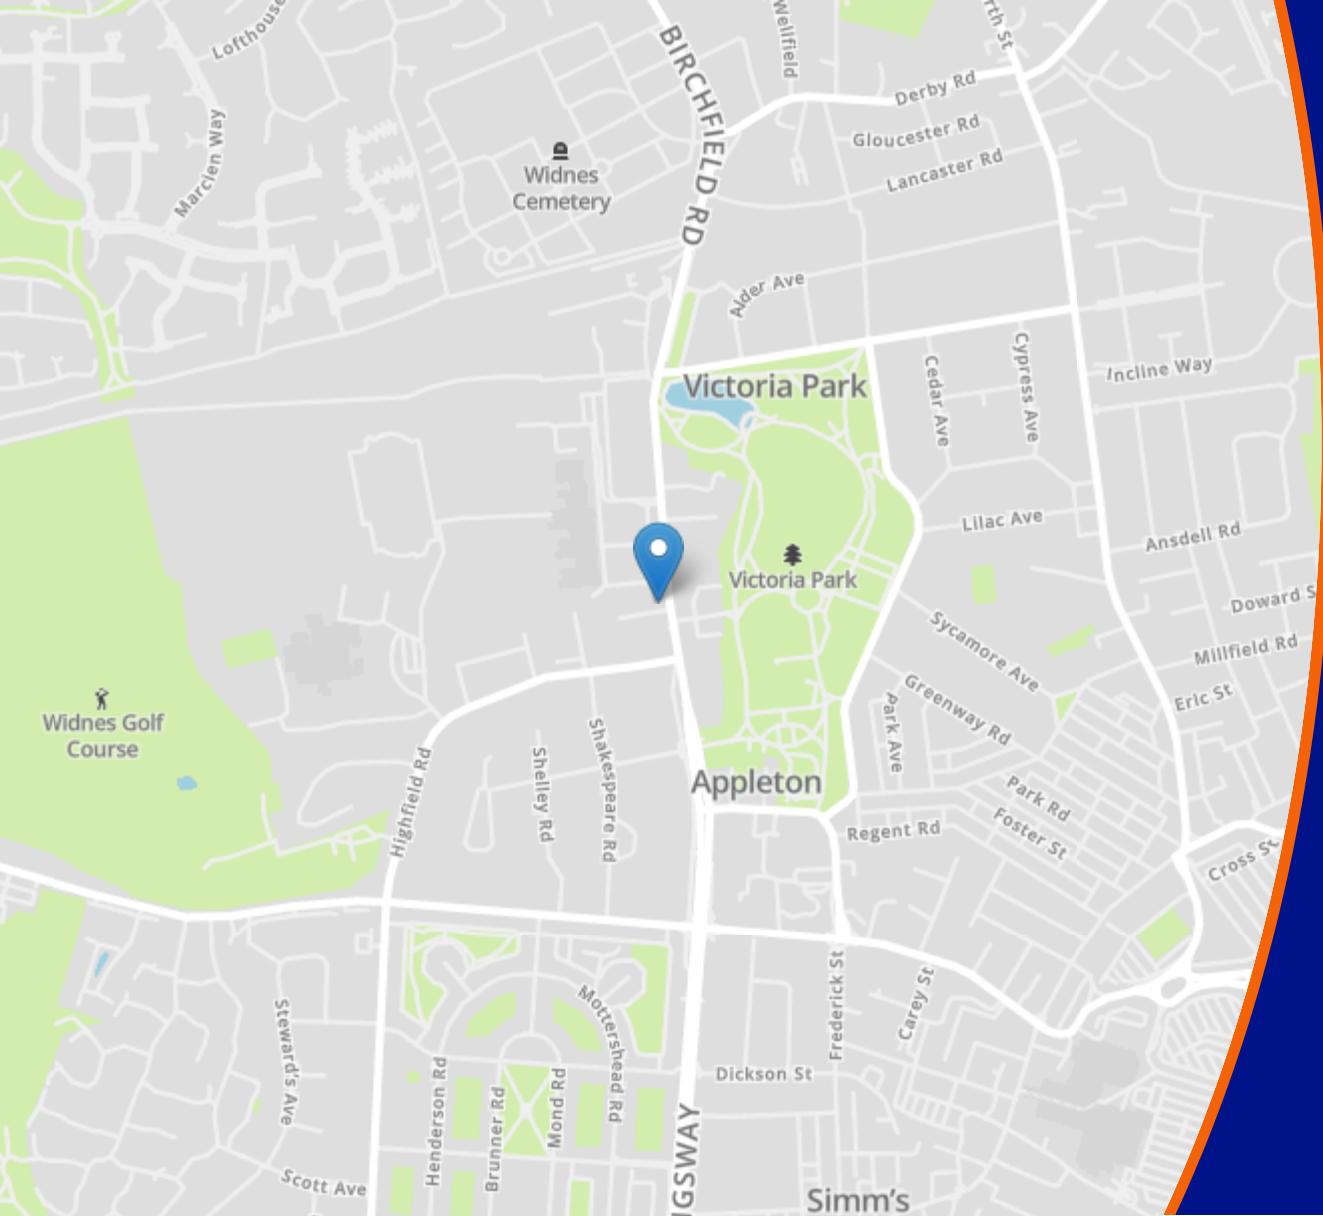 Lofthouse
BIRCHFIELD RD
Wellfield
rth St
Derby Rd
Marcien Way
Gloucester Rd
Widnes
Cemetery
Lancaster Rd
Alder Ave
Cedar Ave
Cypress Ave
Incline Way
Victoria Park
Lilac Ave
Ansdell Rd
Victoria Park
Doward S
Sycamore Ave
Millfield Rd
Widnes Golf
Course
Greenway Rd
Park Ave
Eric St
Highfield Rd
Shelley Rd
Shakespeare Rd
Appleton
Park Rd
Foster St
Regent Rd
Cross St
Steward's Ave
Mottershead Rd
Frederick St
Carey St
Henderson Rd
Brunner Rd
Mond Rd
Dickson St
IGSWAY
Scott Ave
Simm's